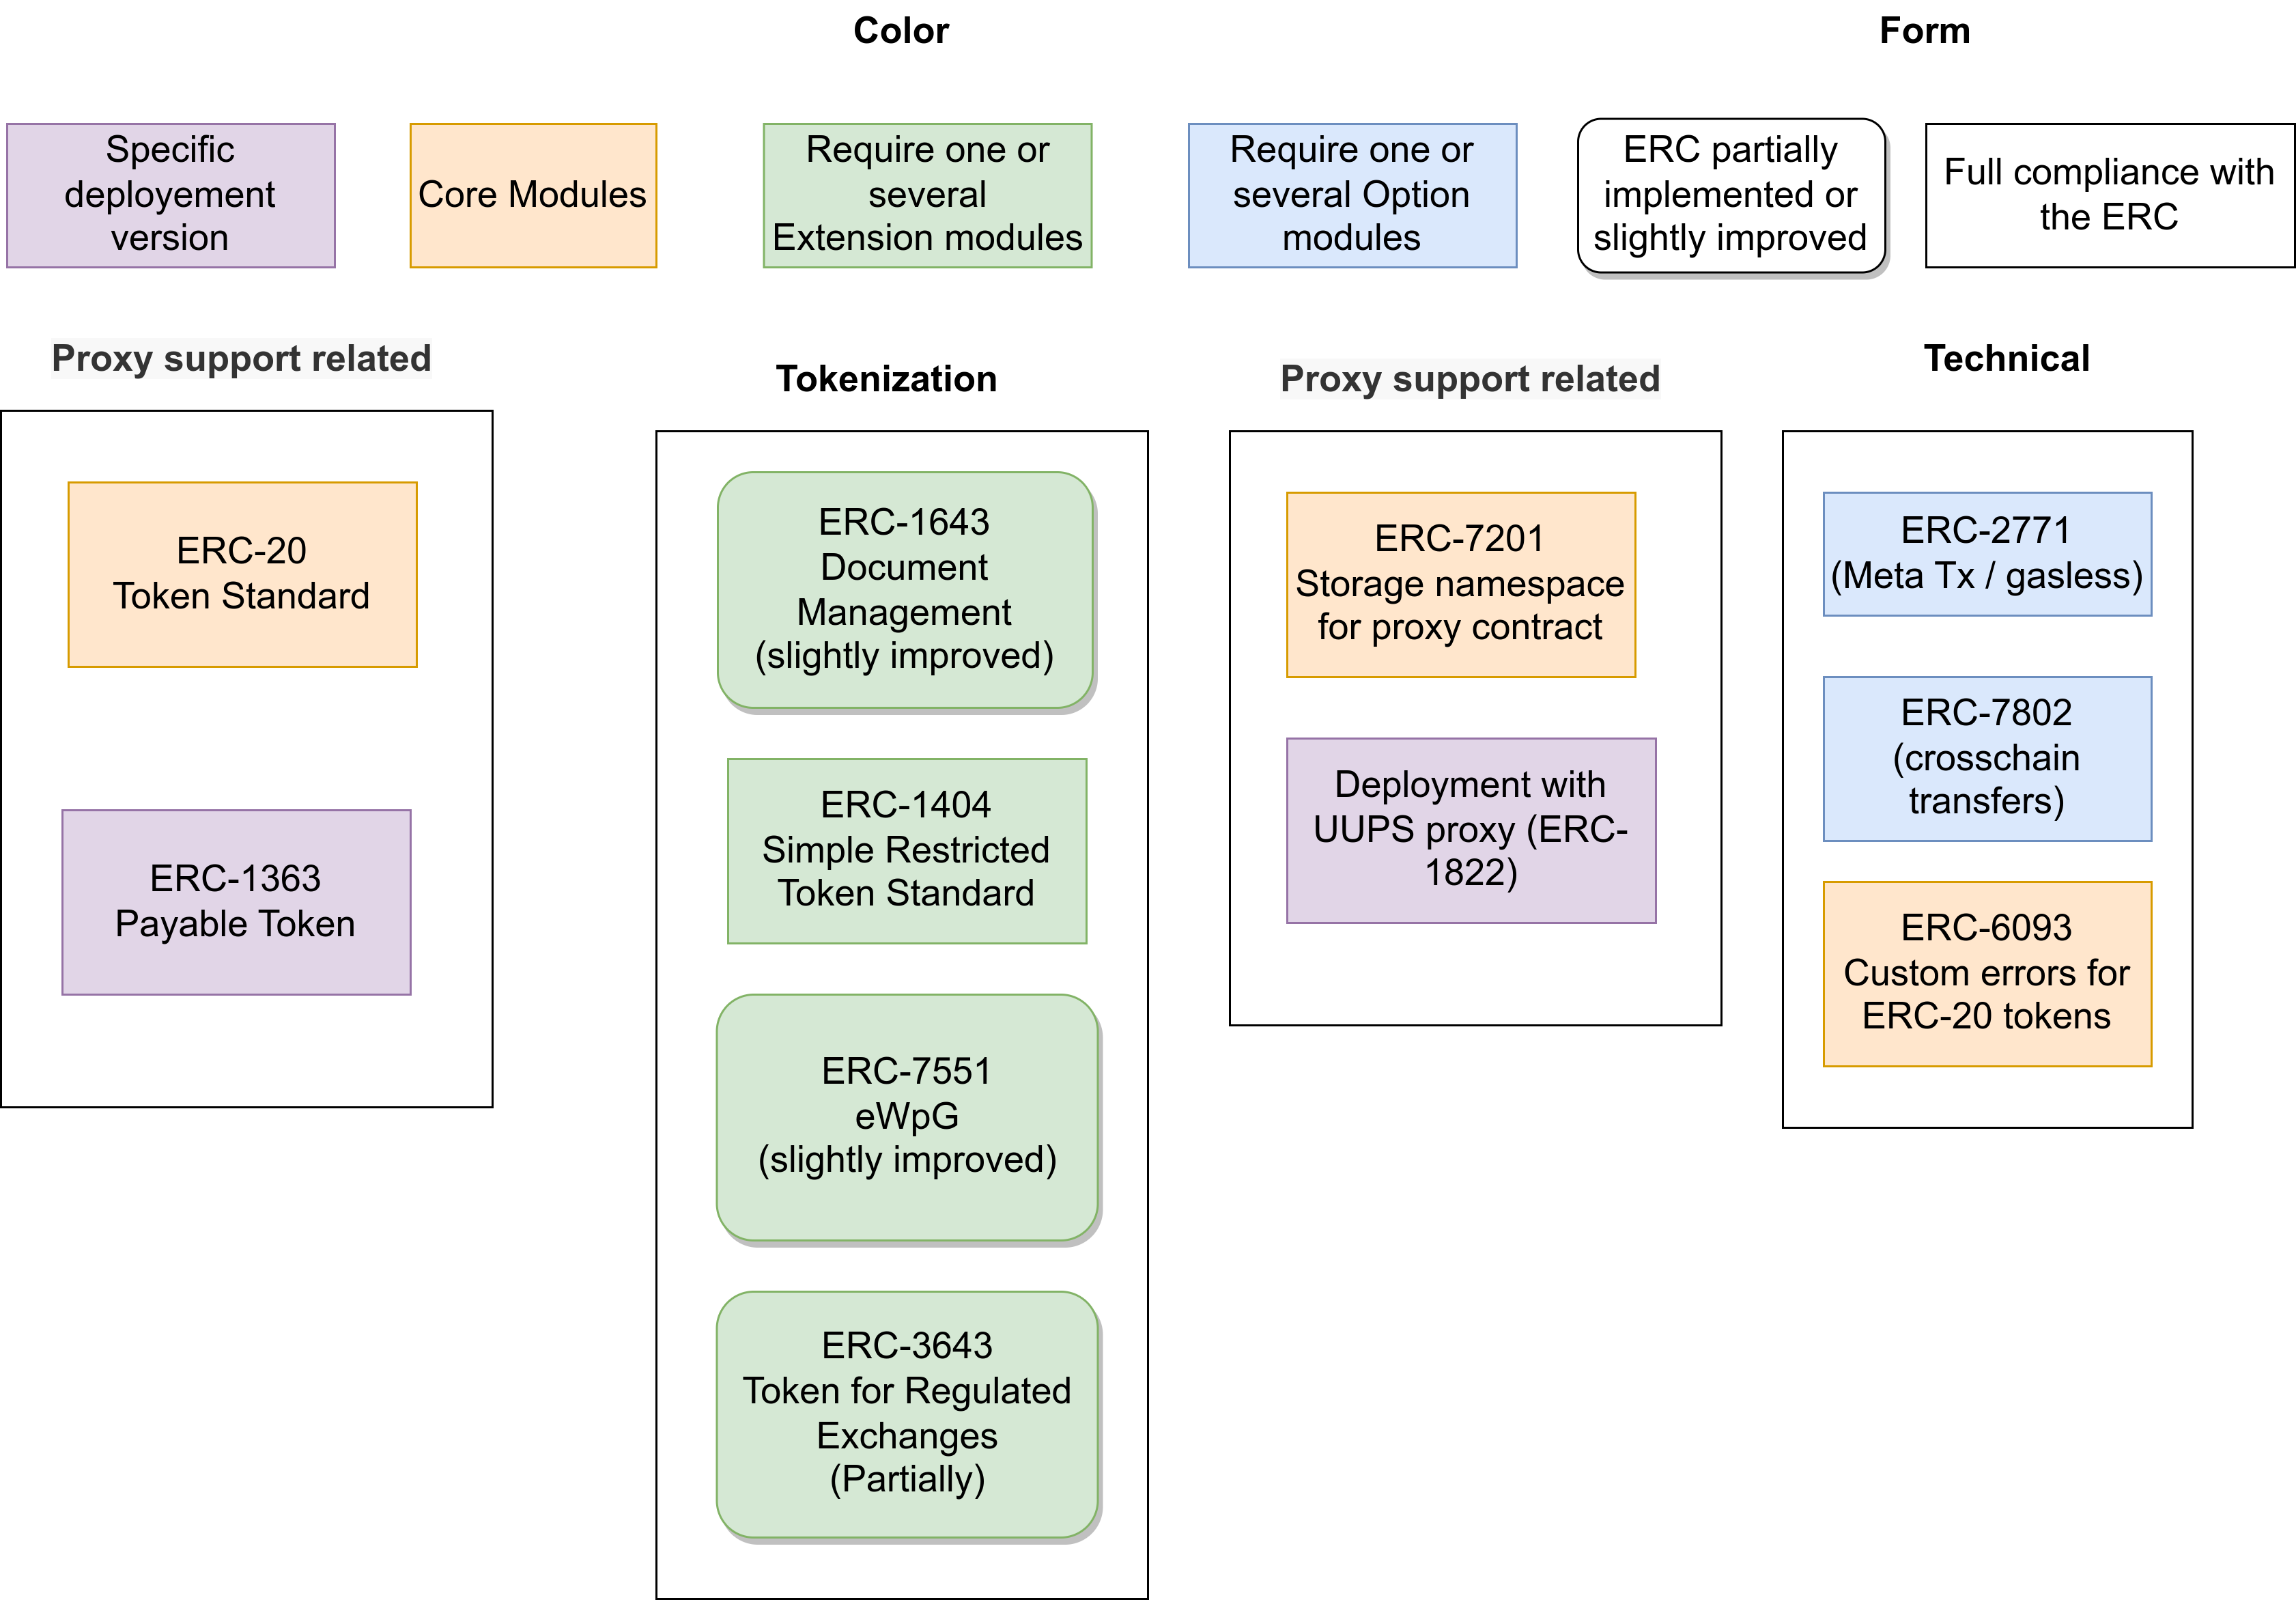 Color
Form
Specific
deployement
version
Core Modules
Require one or
several
Extension modules
Require one or
several Option
modules
ERC partially
implemented or
slightly improved
Full compliance with
the ERC
Proxy support related
ERC-20
Token Standard
ERC-1363
Payable Token
Tokenization
ERC-1643
Document
Management
(slightly improved)
ERC-1404
Simple Restricted
Token Standard
ERC-7551
eWpG
(slightly improved)
ERC-3643
Token for Regulated
Exchanges
(Partially)
Proxy support related
ERC-7201
Storage namespace
for proxy contract
Deployment with
UUPS proxy (ERC-
1822)
Technical
ERC-2771
(Meta Tx / gasless)
ERC-7802
(crosschain
transfers)
ERC-6093
Custom errors for
ERC-20 tokens